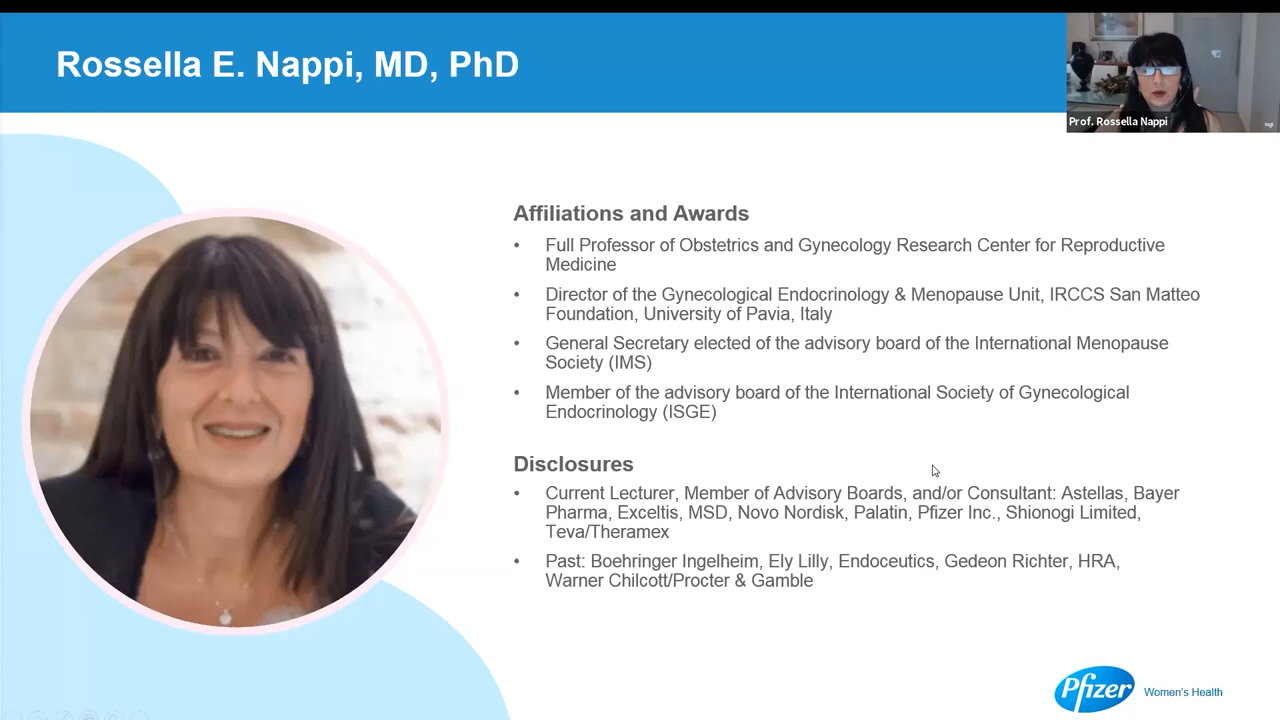 Rossella E. Nappi, MD, PhD
Prof. Rossella Nappi
logi
Affiliations and Awards
• Full Professor of Obstetrics and Gynecology Research Center for Reproductive
Medicine
• Director of the Gynecological Endocrinology & Menopause Unit, IRCCS San Matteo
Foundation, University of Pavia, Italy
• General Secretary elected of the advisory board of the International Menopause
Society (IMS)
• Member of the advisory board of the International Society of Gynecological
Endocrinology (ISGE)
Disclosures
• Current Lecturer, Member of Advisory Boards, and/or Consultant: Astellas, Bayer
Pharma, Exceltis, MSD, Novo Nordisk, Palatin, Pfizer Inc., Shionogi Limited,
Teva/Theramex
• Past: Boehringer Ingelheim, Ely Lilly, Endoceutics, Gedeon Richter, HRA,
Warner Chilcott/Procter & Gamble
Pfizer Women's Health